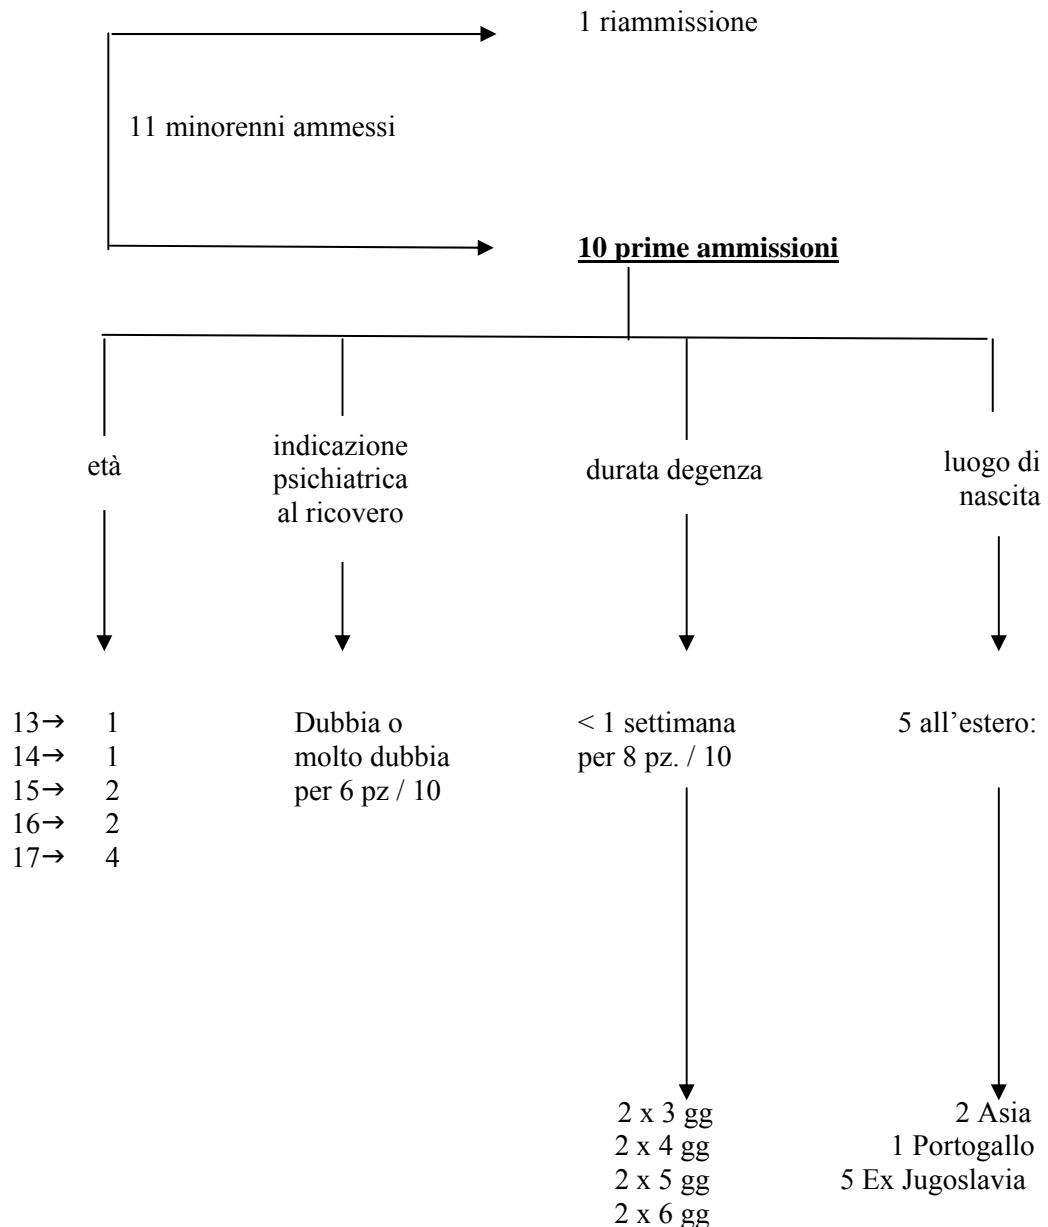 1 riammissione
11 minorenni ammessi
10 prime ammissioni
età
indicazione
psichiatrica
al ricovero
durata degenza
luogo di
nascita
13→ 1
14→ 1
15→ 2
16→ 2
17→ 4
Dubbia o
molto dubbia
per 6 pz / 10
< 1 settimana
per 8 pz. / 10
5 all’estero:
2 x 3 gg
2 x 4 gg
2 x 5 gg
2 x 6 gg
2 Asia
1 Portogallo
5 Ex Jugoslavia